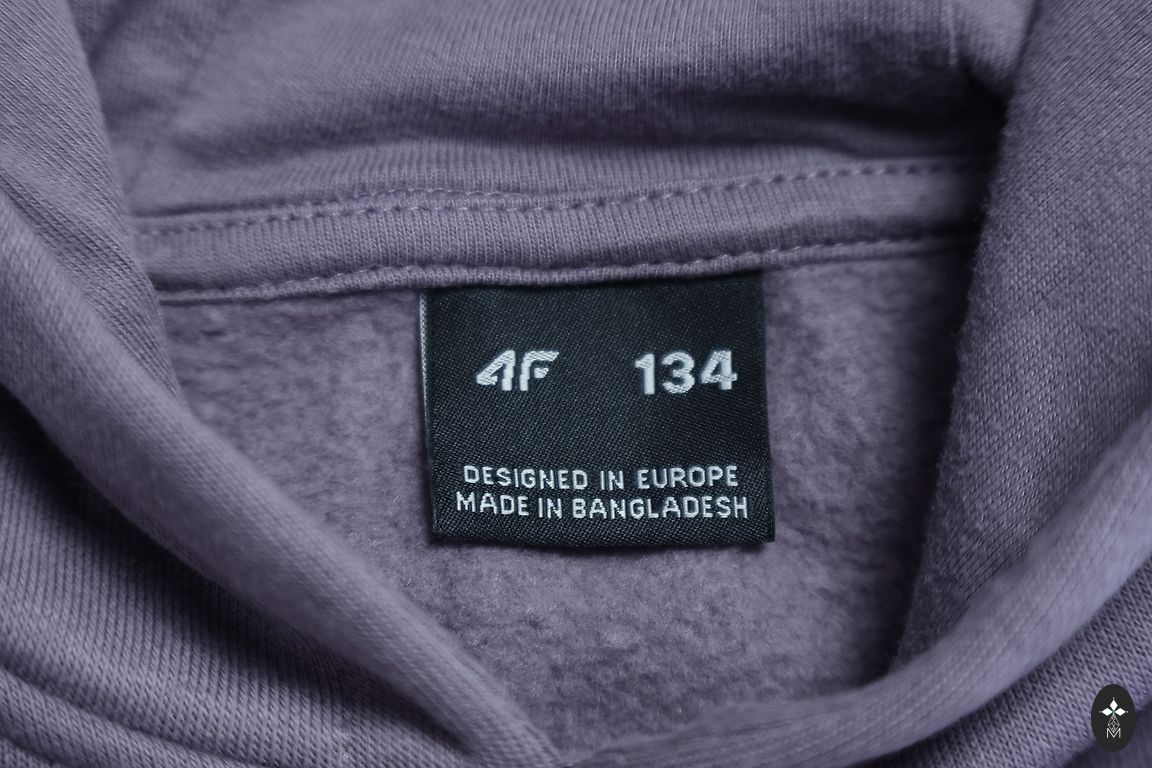 4F 134
DESIGNED IN EUROPE
MADE IN BANGLADESH
M